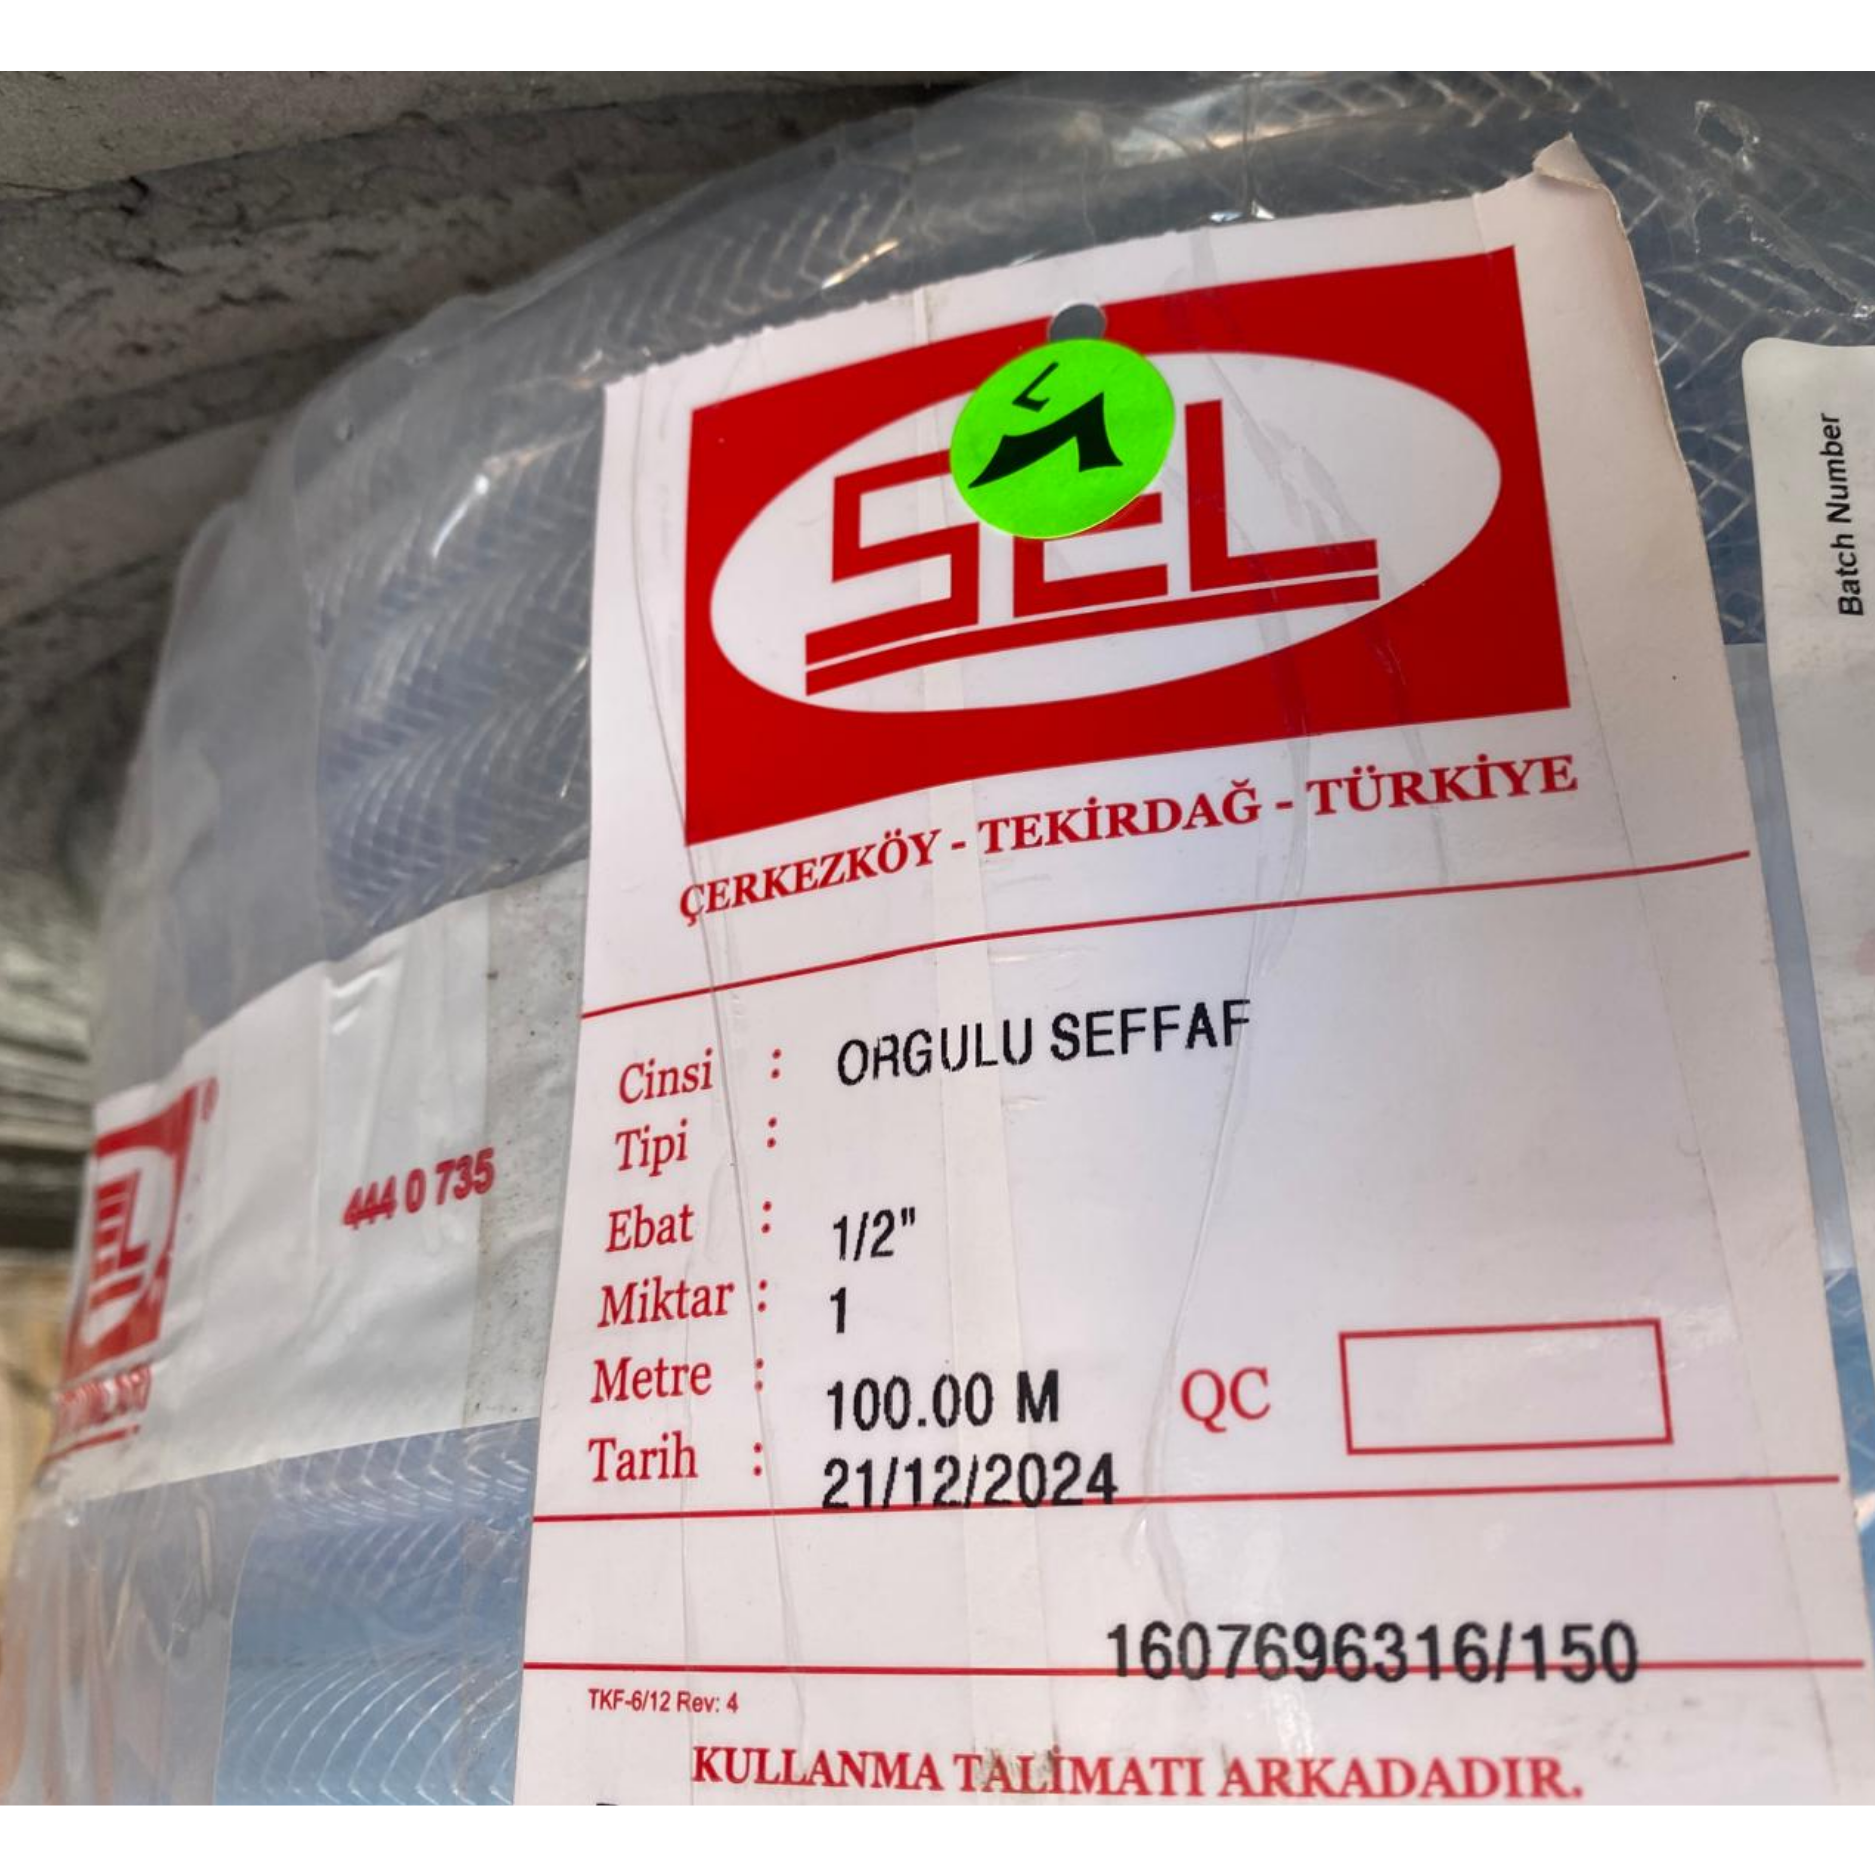 SEL
ÇERKEZKÖY - TEKİRDAĞ - TÜRKİYE
Cinsi : ORGULU SEFFAF
Tipi :
Ebat : 1/2"
Miktar : 1
Metre : 100.00 M
QC
Tarih : 21/12/2024
1607696316/150
TKF-6/12 Rev: 4
KULLANMA TALİMATI ARKADADIR.
SEL
444 0 735
Batch Number